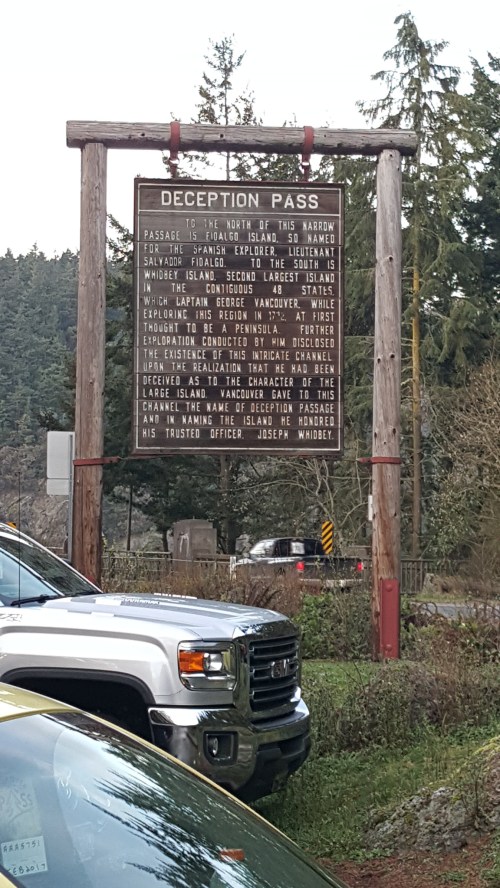 DECEPTION PASS
TO THE NORTH OF THIS NARROW
PASSAGE IS FIDALGO ISLAND, SO NAMED
FOR THE SPANISH EXPLORER, LIEUTENANT
SALVADOR FIDALGO. TO THE SOUTH IS
WHIDBEY ISLAND, SECOND LARGEST ISLAND
IN THE CONTIGUOUS 48 STATES,
WHICH CAPTAIN GEORGE VANCOUVER, WHILE
EXPLORING THIS REGION IN 1792, AT FIRST
THOUGHT TO BE A PENINSULA. FURTHER
EXPLORATION CONDUCTED BY HIM DISCLOSED
THE EXISTENCE OF THIS INTRICATE CHANNEL.
UPON THE REALIZATION THAT HE HAD BEEN
DECEIVED AS TO THE CHARACTER OF THE
LARGE ISLAND, VANCOUVER GAVE TO THIS
CHANNEL THE NAME OF DECEPTION PASSAGE
AND IN NAMING THE ISLAND HE HONORED
HIS TRUSTED OFFICER, JOSEPH WHIDBEY.
GMC